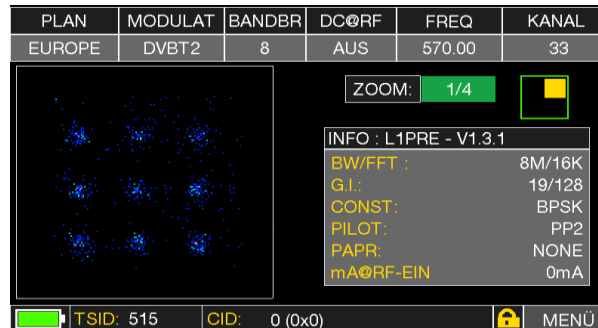 PLAN MODULAT BANDBR DC@RF FREQ KANAL
EUROPE DVBT2 8 AUS 570.00 33
ZOOM: 1/4
INFO : L1PRE - V1.3.1
BW/FFT : 8M/16K
G.I.: 19/128
CONST: BPSK
PILOT: PP2
PAPR: NONE
mA@RF-EIN 0mA
TSID: 515 CID: 0 (0x0) MENÜ